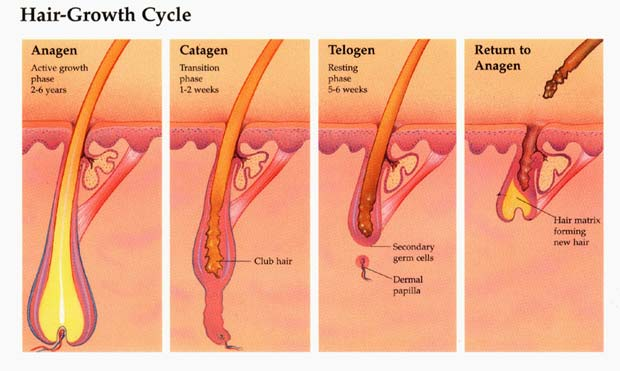 Hair-Growth Cycle
Anagen
Active growth
phase
2-6 years
Catagen
Transition
phase
1-2 weeks
Club hair
Telogen
Resting
phase
5-6 weeks
Secondary
germ cells
Dermal
papilla
Return to
Anagen
Hair matrix
forming
new hair